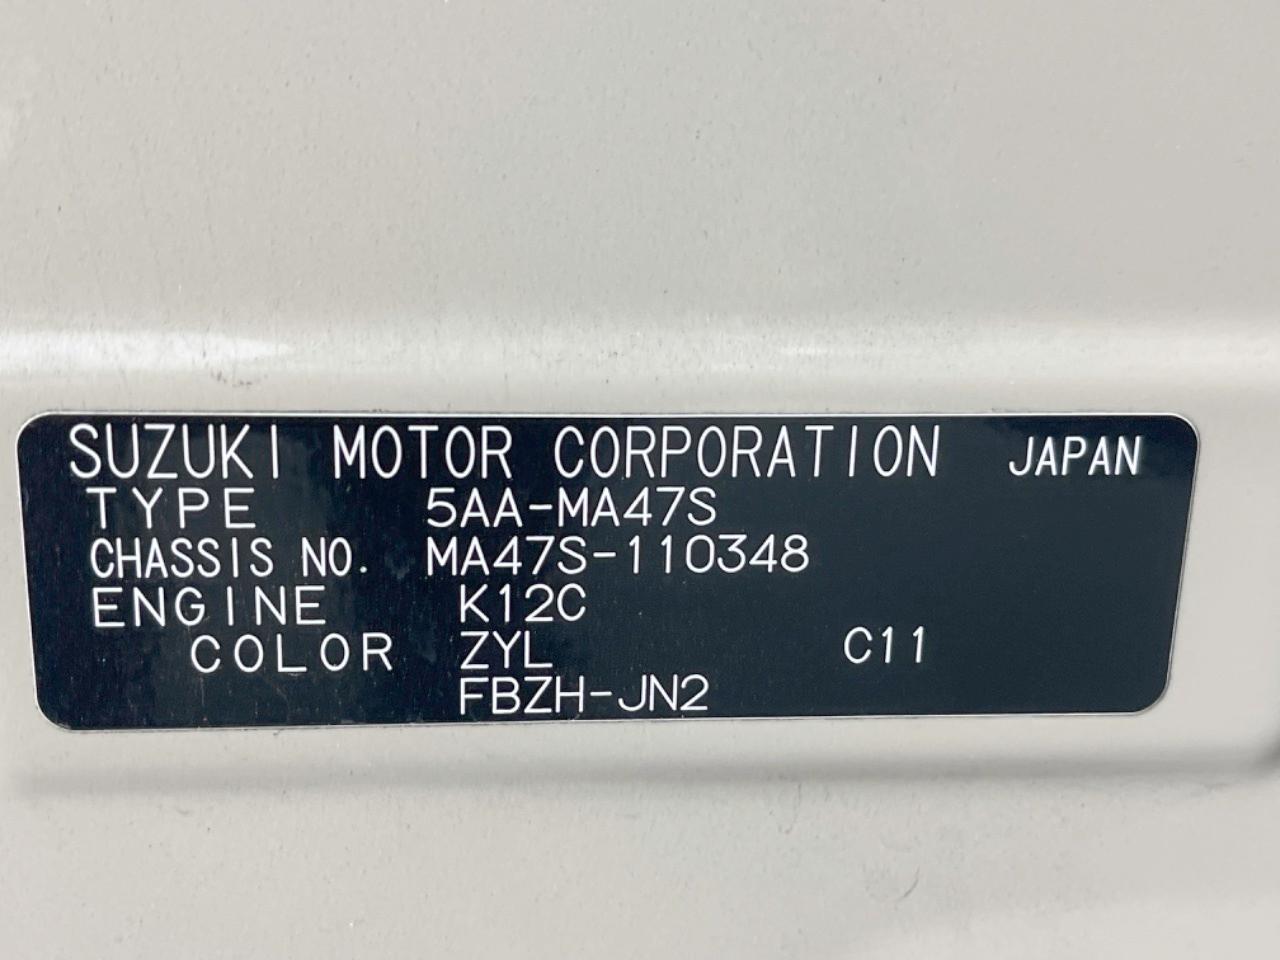 SUZUKI MOTOR CORPORATION JAPAN
TYPE 5AA-MA47S
CHASSIS NO. MA47S-110348
ENGINE K12C
COLOR ZYL C11
FBZH-JN2